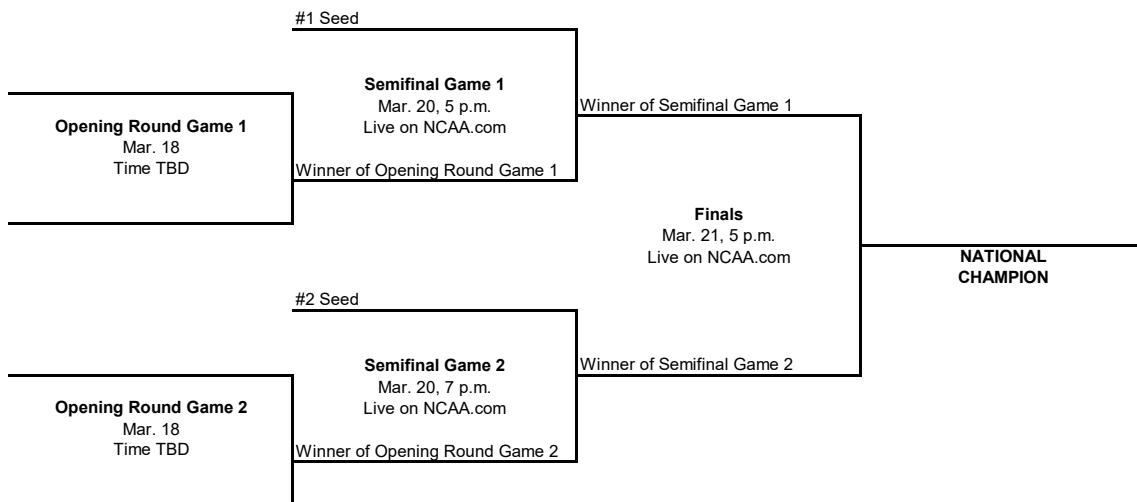 #1 Seed
Semifinal Game 1
Mar. 20, 5 p.m.
Live on NCAA.com
Winner of Semifinal Game 1
Opening Round Game 1
Mar. 18
Time TBD
Winner of Opening Round Game 1
Finals
Mar. 21, 5 p.m.
Live on NCAA.com
NATIONAL
CHAMPION
#2 Seed
Semifinal Game 2
Mar. 20, 7 p.m.
Live on NCAA.com
Winner of Semifinal Game 2
Opening Round Game 2
Mar. 18
Time TBD
Winner of Opening Round Game 2